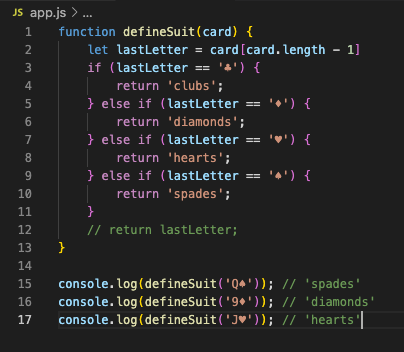 JS app.js > ...
1 function defineSuit(card) {
2 let lastLetter = card[card.length - 1]
3 if (lastLetter == '♣') {
4 return 'clubs';
5 } else if (lastLetter == '♦') {
6 return 'diamonds';
7 } else if (lastLetter == '♥') {
8 return 'hearts';
9 } else if (lastLetter == '♠') {
10 return 'spades';
11 }
12 // return lastLetter;
13 }
14
15 console.log(defineSuit('Q♠')); // 'spades'
16 console.log(defineSuit('9♦')); // 'diamonds'
17 console.log(defineSuit('J♥')); // 'hearts'